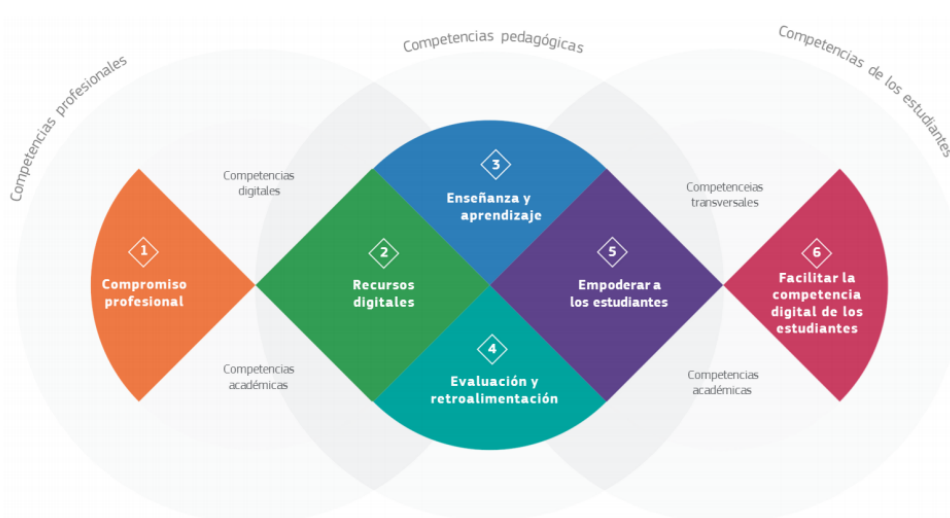 Competencias profesionales
Competencias pedagógicas
Competencias de los estudiantes
Competencias
digitales
Competenceias
transversales
1
Compromiso
profesional
2
Recursos
digitales
3
Enseñanza y
aprendizaje
4
Evaluación y
retroalimentación
5
Empoderar a
los estudiantes
6
Facilitar la
competencia
digital de los
estudiantes
Competencias
académicas
Competencias
académicas